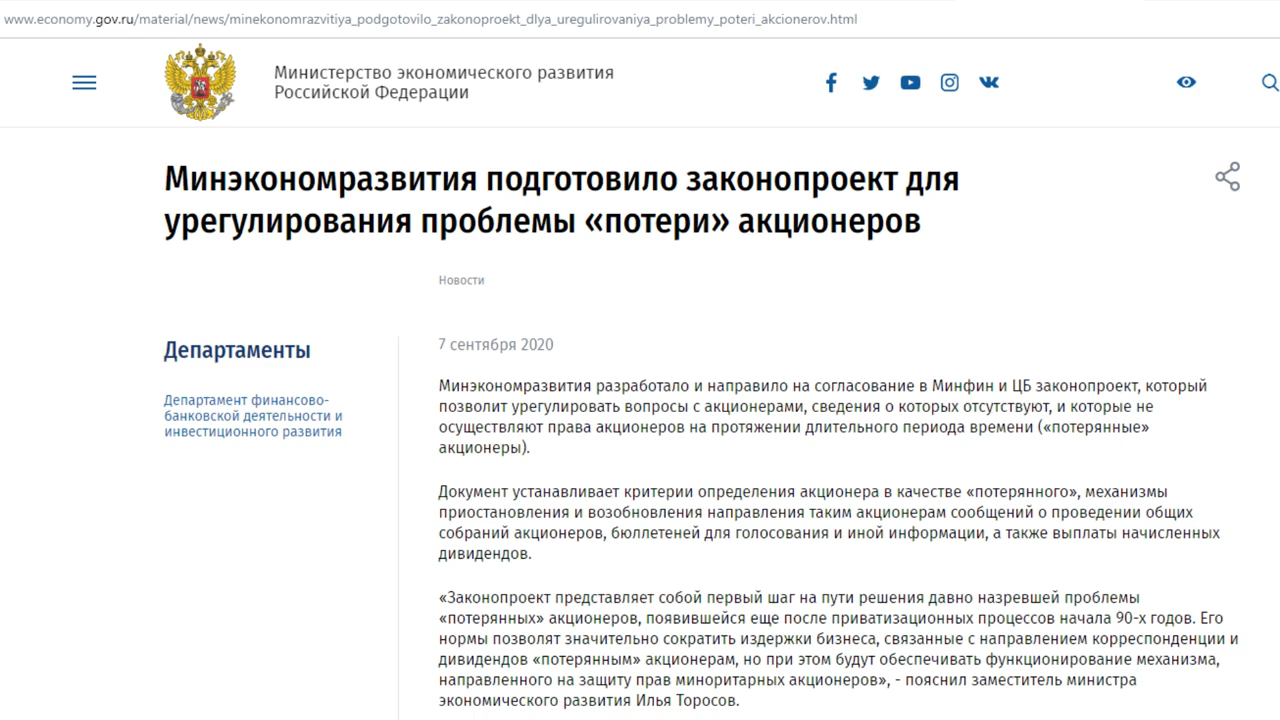 www.economy.gov.ru/material/news/minekonomrazvitiya_podgotovilo_zakonoproekt_dlya_uregulirovaniya_problemy_poteri_akcionerov.html
Министерство экономического развития
Российской Федерации
Минэкономразвития подготовило законопроект для
урегулирования проблемы «потери» акционеров
Новости
Департаменты
Департамент финансово-
банковской деятельности и
инвестиционного развития
7 сентября 2020
Минэкономразвития разработало и направило на согласование в Минфин и ЦБ законопроект, который
позволит урегулировать вопросы с акционерами, сведения о которых отсутствуют, и которые не
осуществляют права акционеров на протяжении длительного периода времени («потерянные»
акционеры).
Документ устанавливает критерии определения акционера в качестве «потерянного», механизмы
приостановления и возобновления направления таким акционерам сообщений о проведении общих
собраний акционеров, бюллетеней для голосования и иной информации, а также выплаты начисленных
дивидендов.
«Законопроект представляет собой первый шаг на пути решения давно назревшей проблемы
«потерянных» акционеров, появившейся еще после приватизационных процессов начала 90-х годов. Его
нормы позволят значительно сократить издержки бизнеса, связанные с направлением корреспонденции и
дивидендов «потерянным» акционерам, но при этом будут обеспечивать функционирование механизма,
направленного на защиту прав миноритарных акционеров», - пояснил заместитель министра
экономического развития Илья Торосов.